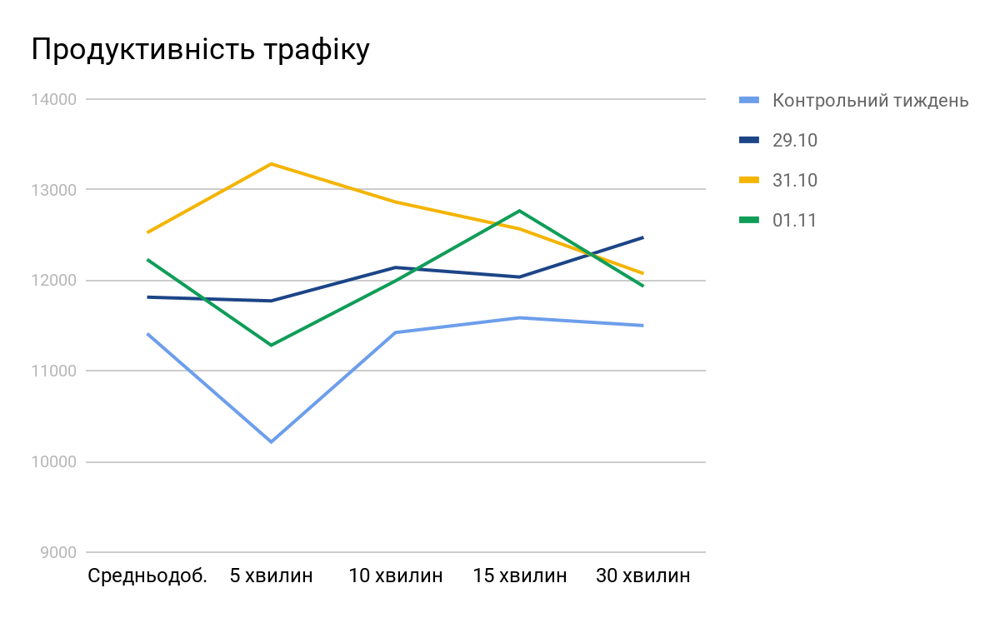 Продуктивність трафіку
14000
13000
12000
11000
10000
9000
Средньодоб.
5 хвилин
10 хвилин
15 хвилин
30 хвилин
Контрольний тиждень
29.10
31.10
01.11